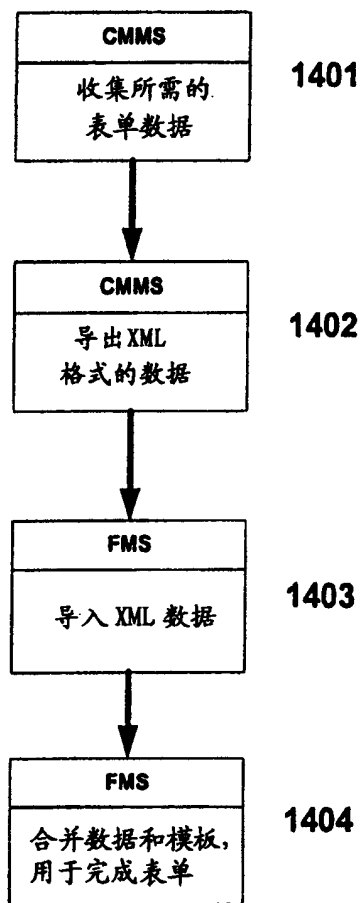 CMMS
1401
收集所需的
表单数据
CMMS
1402
导出XML
格式的数据
FMS
1403
导入 XML 数据
FMS
1404
合并数据和模板,
用于完成表单